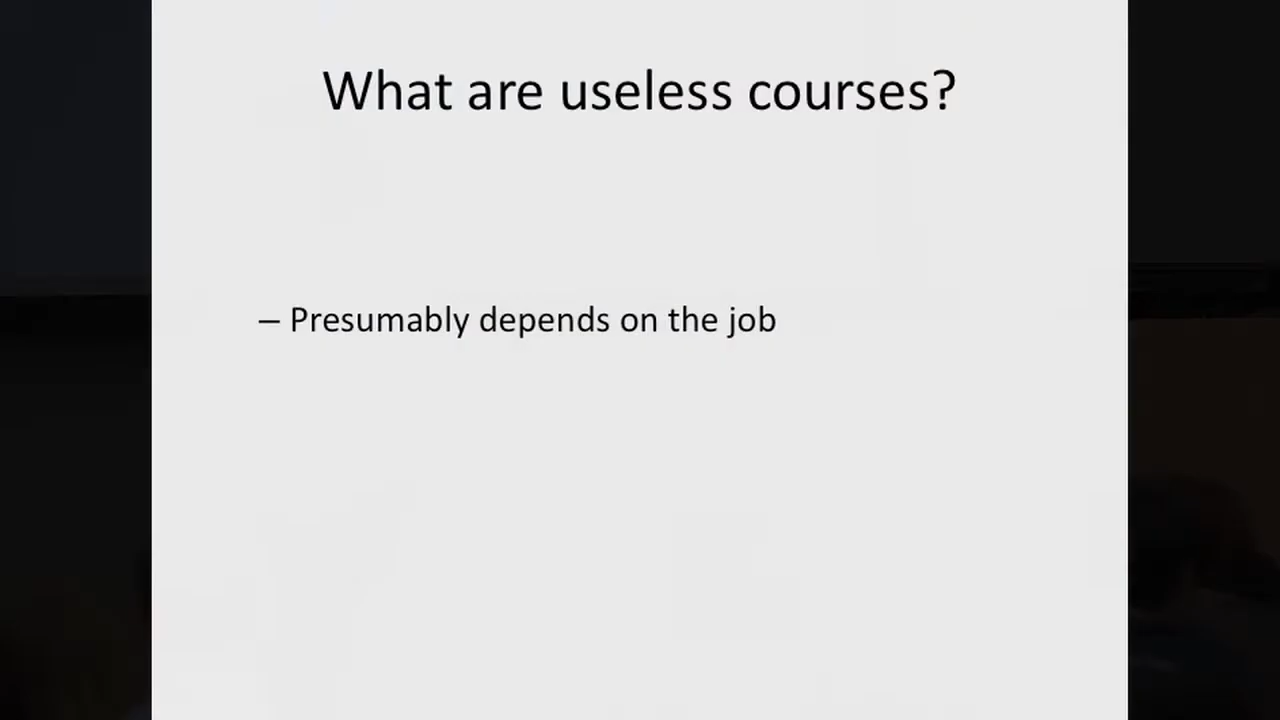 What are useless courses?
– Presumably depends on the job